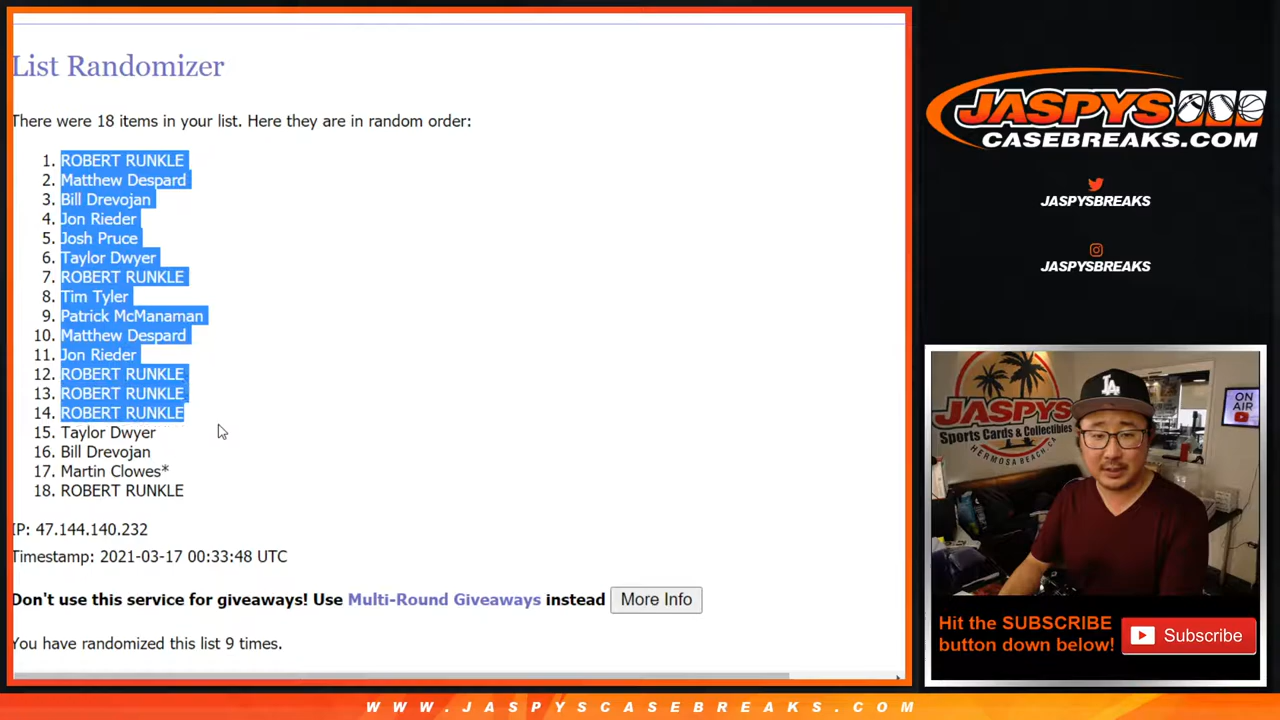 List Randomizer
There were 18 items in your list. Here they are in random order:
1. ROBERT RUNKLE
2. Matthew Despard
3. Bill Drevojan
4. Jon Rieder
5. Josh Pruce
6. Taylor Dwyer
7. ROBERT RUNKLE
8. Tim Tyler
9. Patrick McManaman
10. Matthew Despard
11. Jon Rieder
12. ROBERT RUNKLE
13. ROBERT RUNKLE
14. ROBERT RUNKLE
15. Taylor Dwyer
16. Bill Drevojan
17. Martin Clowes*
18. ROBERT RUNKLE
IP: 47.144.140.232
Timestamp: 2021-03-17 00:33:48 UTC
Don't use this service for giveaways! Use Multi-Round Giveaways instead More Info
You have randomized this list 9 times.
JASPYS
CASEBREAKS.COM
JASPYSBREAKS
JASPYSBREAKS
JASPYS
Sports Cards & Collectibles
HERMOSA BEACH, CA
LA
ON
AIR
Hit the SUBSCRIBE
button down below!
Subscribe
WWW.JASPYSCASEBREAKS.COM